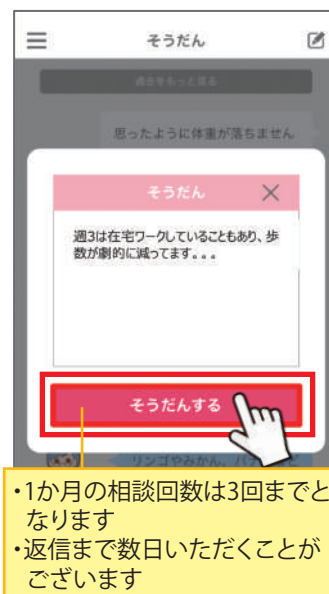 そうだん
過去をもっと見る
思ったように体重が落ちません
そうだん
週3は在宅ワークしていることもあり、歩
数が劇的に減ってます。。。
そうだんする
リンゴやみかん、バナナ
・1か月の相談回数は3回までと
なります
・返信まで数日いただくことが
ございます